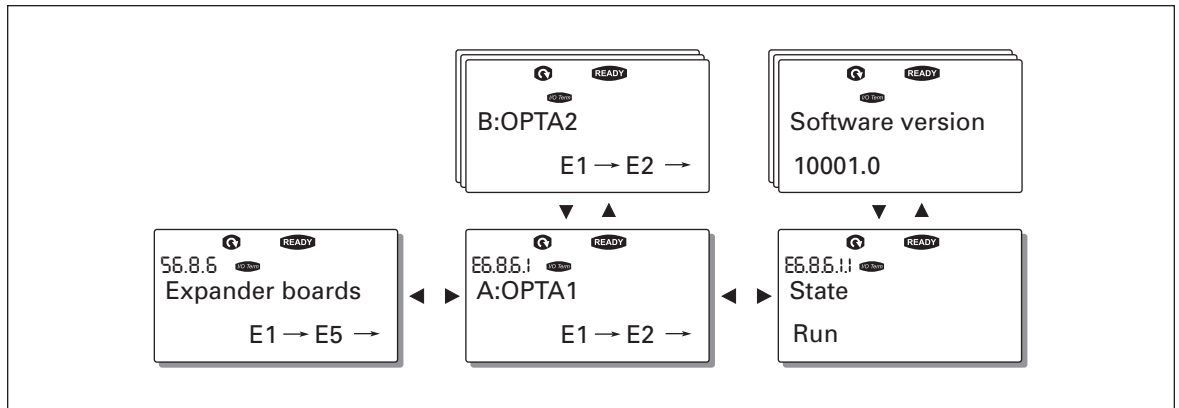 READY
I/O Term
B:OPTA2
E1 → E2 →
READY
I/O Term
Software version
10001.0
READY
S6.8.6 I/O Term
Expander boards
E1 → E5 →
READY
E6.8.6.1 I/O Term
A:OPTA1
E1 → E2 →
READY
E6.8.6.1.1 I/O Term
State
Run